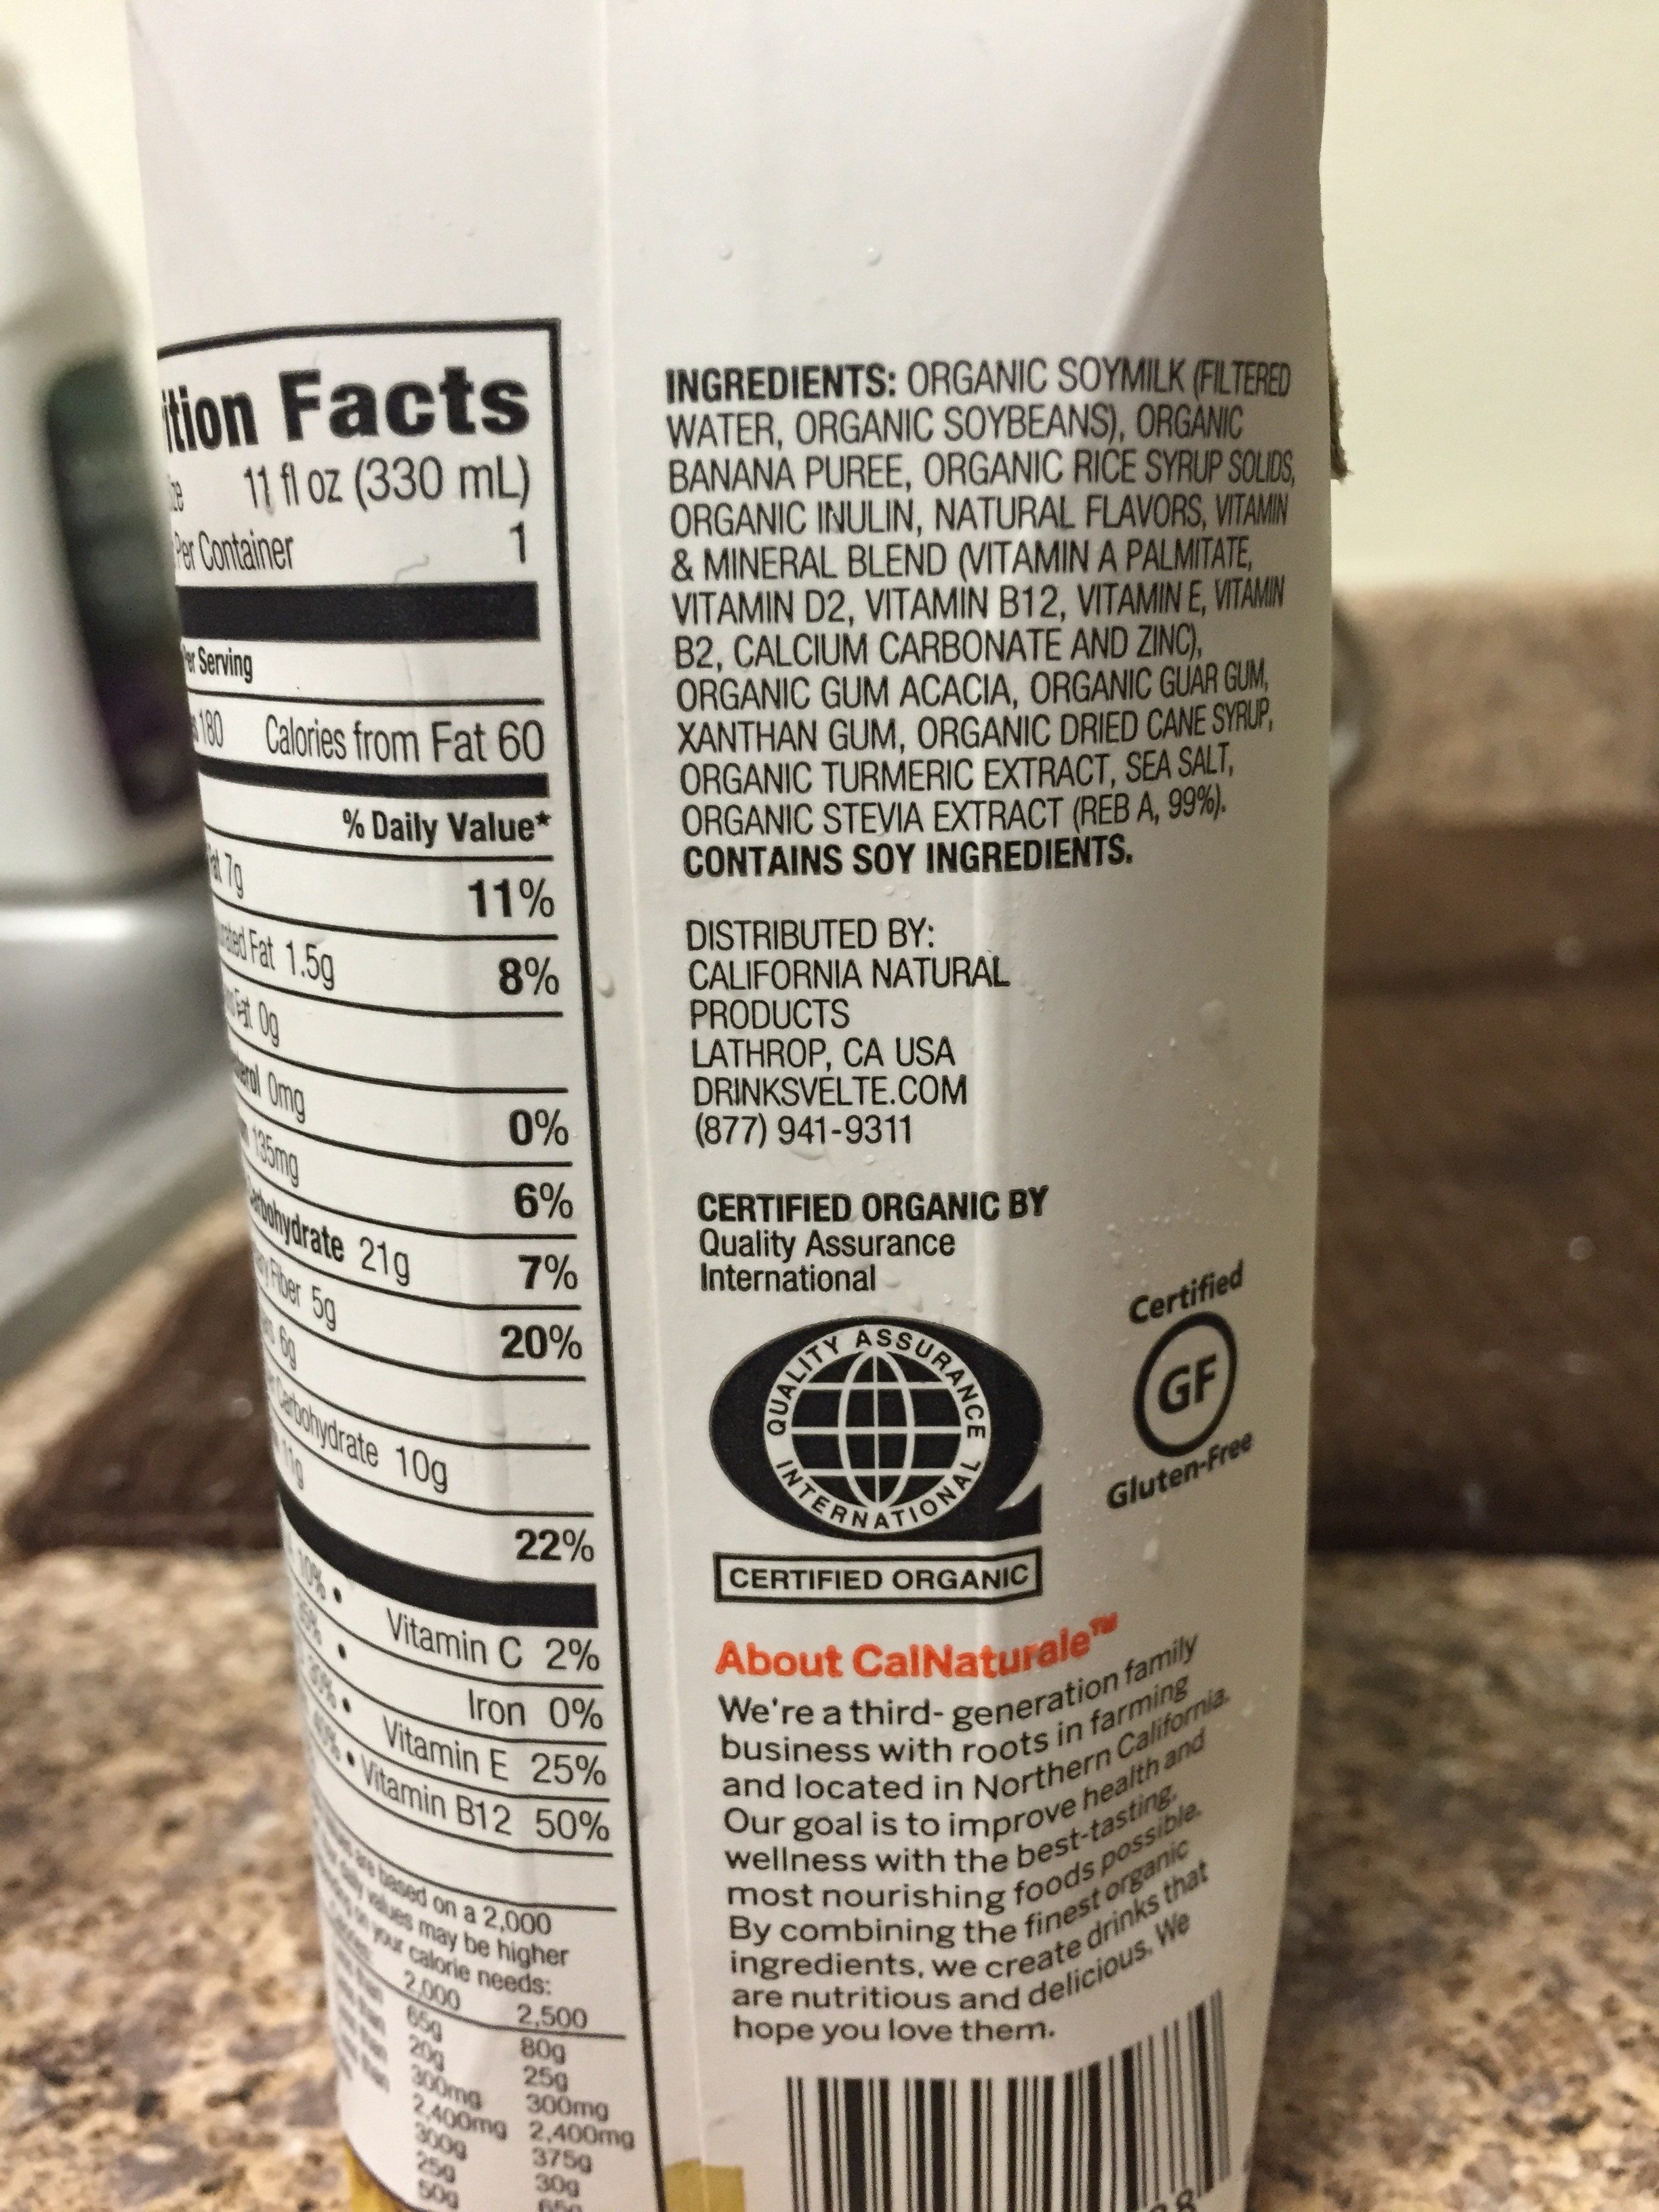 Facts
11 fl oz (330 mL)
Per Container 1
Per Serving
180 Calories from Fat 60
% Daily Value*
7g 11%
Fat 1.5g 8%
0g
0mg 0%
135mg 6%
21g 7%
Fiber 5g 20%
6g
Carbohydrate 10g
11g 22%
10% • Vitamin C 2%
• Iron 0%
30% • Vitamin E 25%
• Vitamin B12 50%
are based on a 2,000
daily values may be higher
on your calorie needs:
2,000 2,500
65g 80g
20g 25g
300mg 300mg
2,400mg 2,400mg
300g 375g
25g 30g
50g 65g
INGREDIENTS: ORGANIC SOYMILK (FILTERED
WATER, ORGANIC SOYBEANS), ORGANIC
BANANA PUREE, ORGANIC RICE SYRUP SOLIDS,
ORGANIC INULIN, NATURAL FLAVORS, VITAMIN
& MINERAL BLEND (VITAMIN A PALMITATE,
VITAMIN D2, VITAMIN B12, VITAMIN E, VITAMIN
B2, CALCIUM CARBONATE AND ZINC),
ORGANIC GUM ACACIA, ORGANIC GUAR GUM,
XANTHAN GUM, ORGANIC DRIED CANE SYRUP,
ORGANIC TURMERIC EXTRACT, SEA SALT,
ORGANIC STEVIA EXTRACT (REB A, 99%).
CONTAINS SOY INGREDIENTS.
DISTRIBUTED BY:
CALIFORNIA NATURAL
PRODUCTS
LATHROP, CA USA
DRINKSVELTE.COM
(877) 941-9311
CERTIFIED ORGANIC BY
Quality Assurance
International
QUALITY ASSURANCE
INTERNATIONAL
CERTIFIED ORGANIC
Certified
GF
Gluten-Free
About CalNaturale™
We're a third- generation family
business with roots in farming
and located in Northern California.
Our goal is to improve health and
wellness with the best-tasting,
most nourishing foods possible.
By combining the finest organic
ingredients, we create drinks that
are nutritious and delicious. We
hope you love them.